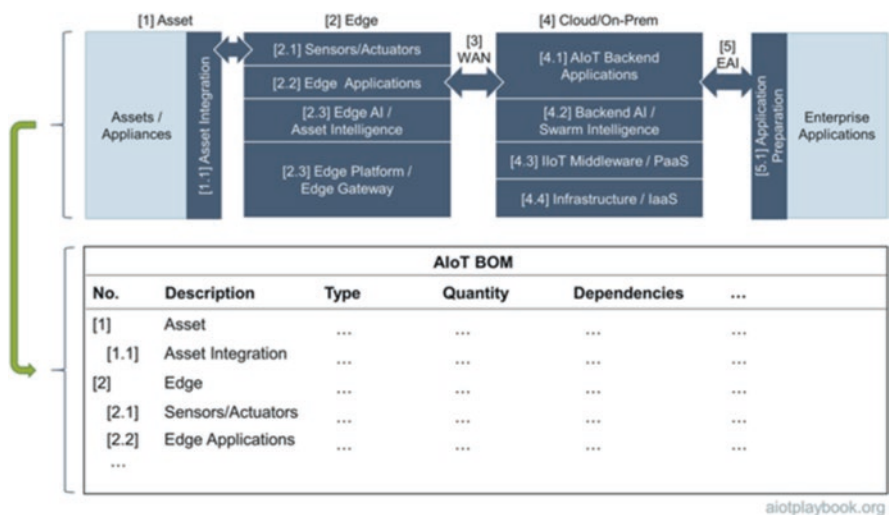 [1] Asset
[2] Edge
[4] Cloud/On-Prem
Assets /
Appliances
[1.1] Asset Integration
[2.1] Sensors/Actuators
[2.2] Edge Applications
[2.3] Edge AI /
Asset Intelligence
[2.3] Edge Platform /
Edge Gateway
[3]
WAN
[4.1] AIoT Backend
Applications
[4.2] Backend AI /
Swarm Intelligence
[4.3] IIoT Middleware / PaaS
[4.4] Infrastructure / IaaS
[5]
EAI
[5.1] Application
Preparation
Enterprise
Applications
AIoT BOM
No. Description Type Quantity Dependencies ...
[1] Asset ... ... ... ...
[1.1] Asset Integration ... ... ... ...
[2] Edge ... ... ... ...
[2.1] Sensors/Actuators ... ... ... ...
[2.2] Edge Applications ... ... ... ...
...
aiotplaybook.org